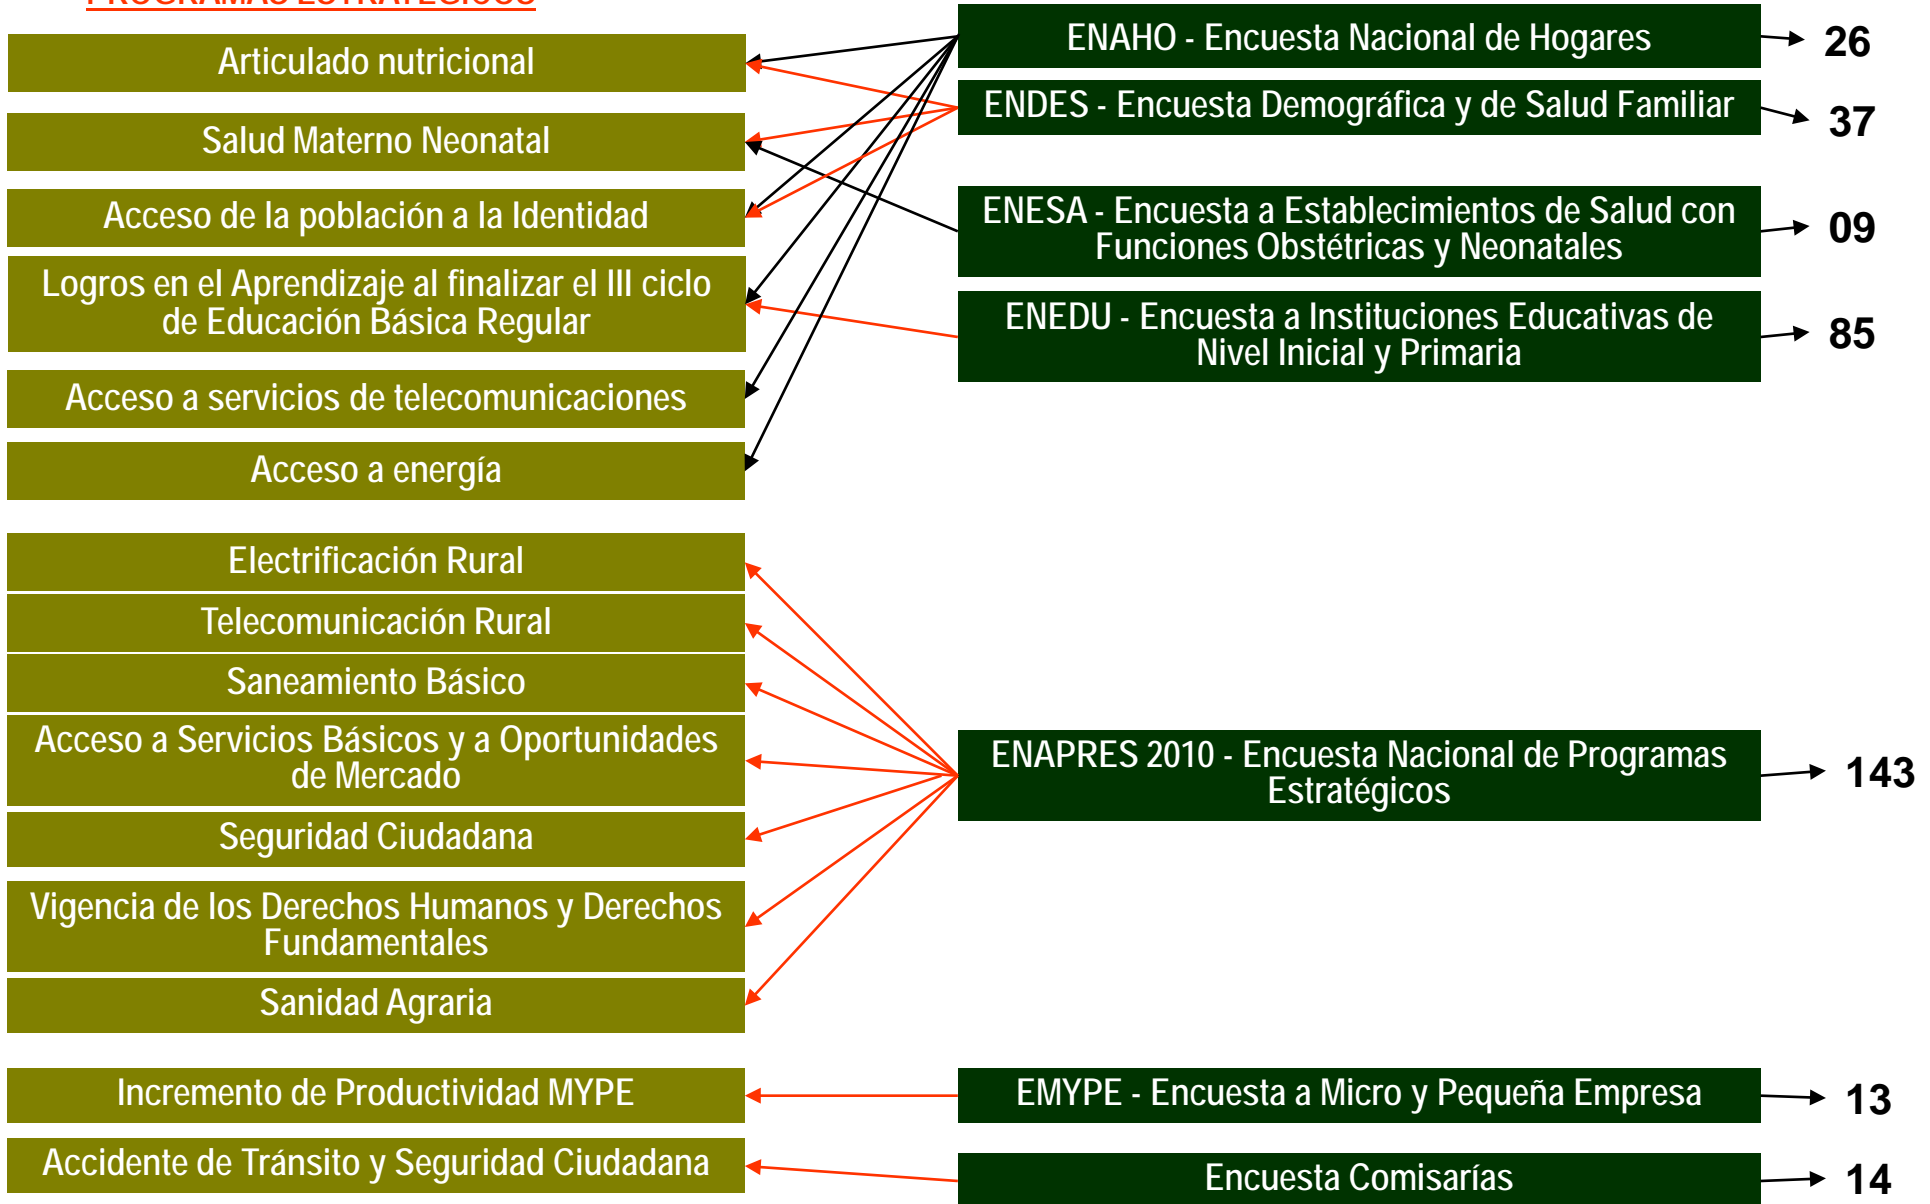 PROGRAMAS ESTRATÉGICOS
Articulado nutricional
Salud Materno Neonatal
Acceso de la población a la Identidad
Logros en el Aprendizaje al finalizar el III ciclo
de Educación Básica Regular
Acceso a servicios de telecomunicaciones
Acceso a energía
Electrificación Rural
Telecomunicación Rural
Saneamiento Básico
Acceso a Servicios Básicos y a Oportunidades
de Mercado
Seguridad Ciudadana
Vigencia de los Derechos Humanos y Derechos
Fundamentales
Sanidad Agraria
Incremento de Productividad MYPE
Accidente de Tránsito y Seguridad Ciudadana
ENAHO - Encuesta Nacional de Hogares
26
ENDES - Encuesta Demográfica y de Salud Familiar
37
ENESA - Encuesta a Establecimientos de Salud con
Funciones Obstétricas y Neonatales
09
ENEDU - Encuesta a Instituciones Educativas de
Nivel Inicial y Primaria
85
ENAPRES 2010 - Encuesta Nacional de Programas
Estratégicos
143
EMYPE - Encuesta a Micro y Pequeña Empresa
13
Encuesta Comisarías
14